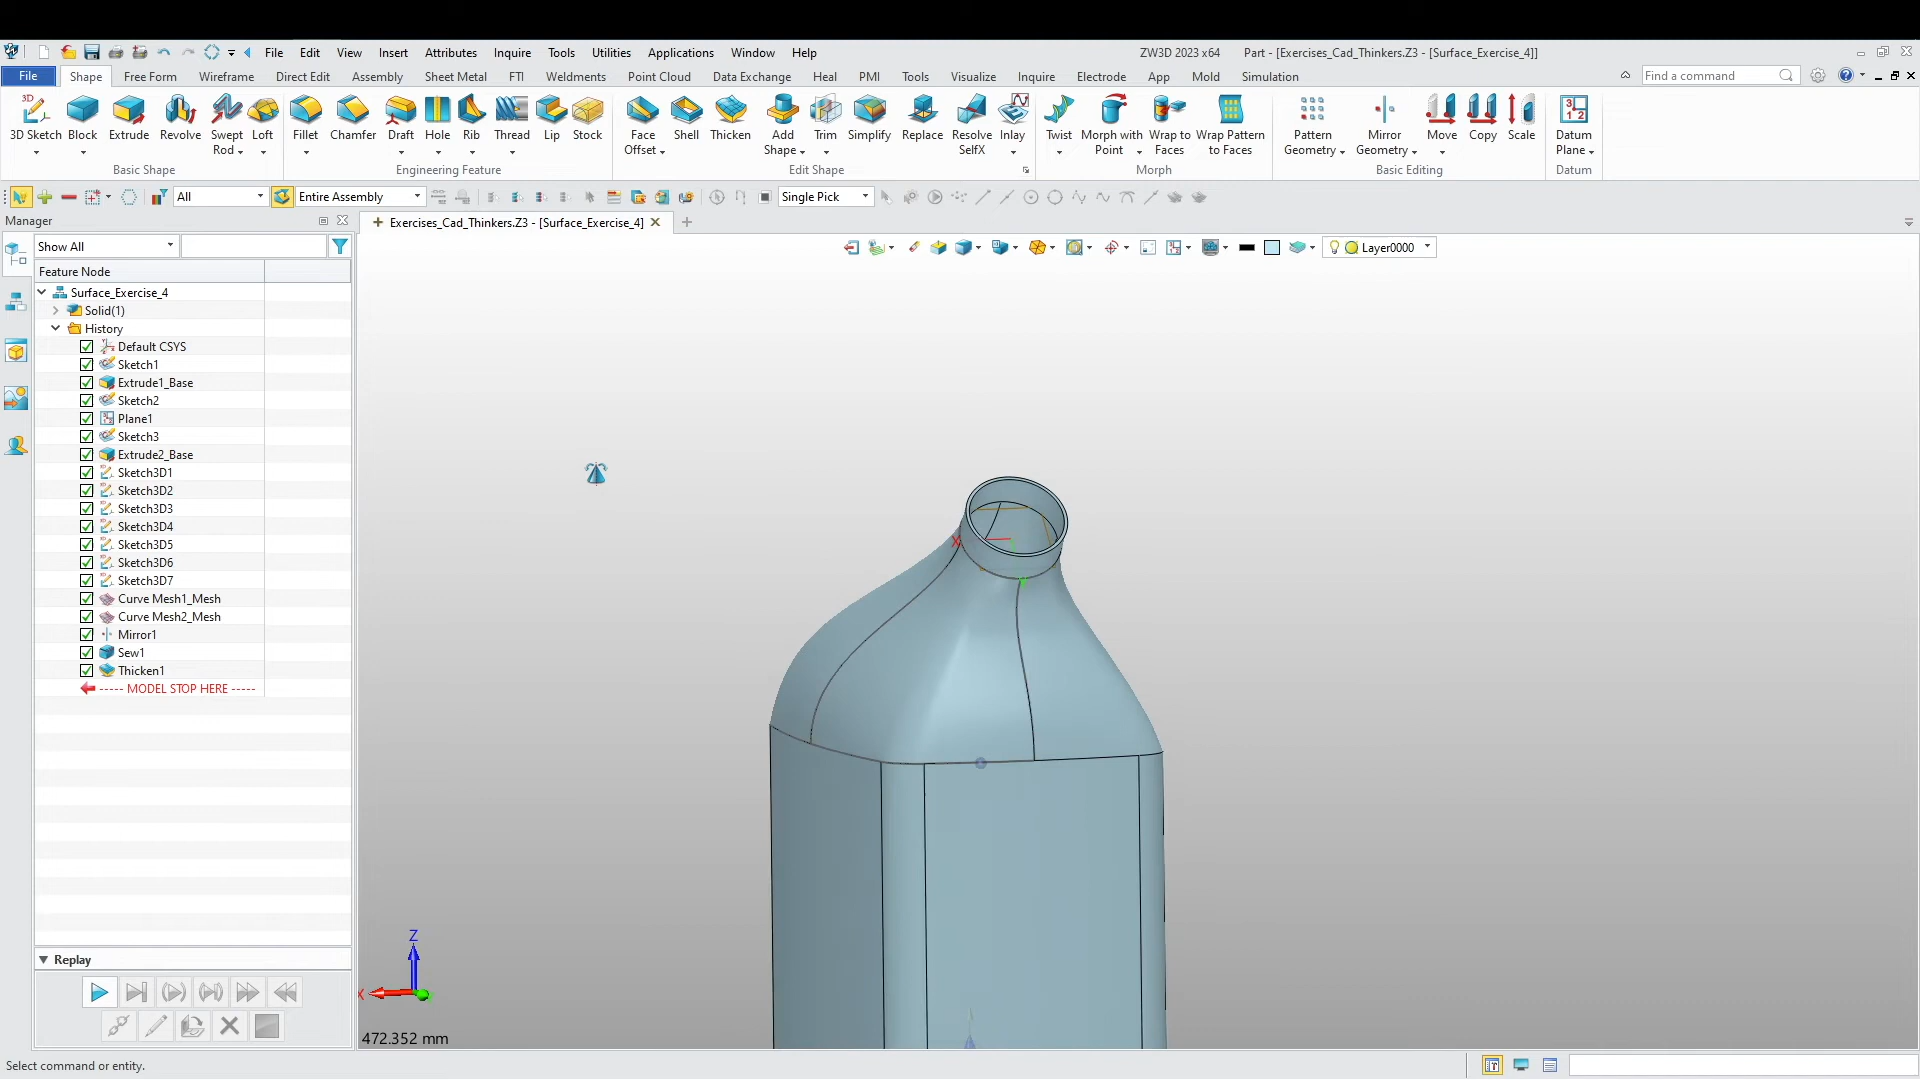 File Edit View Insert Attributes Inquire Tools Utilities Applications Window Help ZW3D 2023 x64 Part - [Exercises_Cad_Thinkers.Z3 - [Surface_Exercise_4]]
File Shape Free Form Wireframe Direct Edit Assembly Sheet Metal FTI Weldments Point Cloud Data Exchange Heal PMI Tools Visualize Inquire Electrode App Mold Simulation Find a command
3D Sketch Block Extrude Revolve Swept Rod Loft Fillet Chamfer Draft Hole Rib Thread Lip Stock Face Offset Shell Thicken Add Shape Trim Simplify Replace Resolve SelfX Inlay Twist Morph with Point Wrap to Faces Wrap Pattern to Faces Pattern Geometry Mirror Geometry Move Copy Scale Datum Plane
Basic Shape Engineering Feature Edit Shape Morph Basic Editing Datum
All Entire Assembly Single Pick
Manager Exercises_Cad_Thinkers.Z3 - [Surface_Exercise_4]
Show All Layer0000
Feature Node
Surface_Exercise_4
Solid(1)
History
Default CSYS
Sketch1
Extrude1_Base
Sketch2
Plane1
Sketch3
Extrude2_Base
Sketch3D1
Sketch3D2
Sketch3D3
Sketch3D4
Sketch3D5
Sketch3D6
Sketch3D7
Curve Mesh1_Mesh
Curve Mesh2_Mesh
Mirror1
Sew1
Thicken1
----- MODEL STOP HERE -----
X
Z
Replay
X
472.352 mm
Select command or entity.